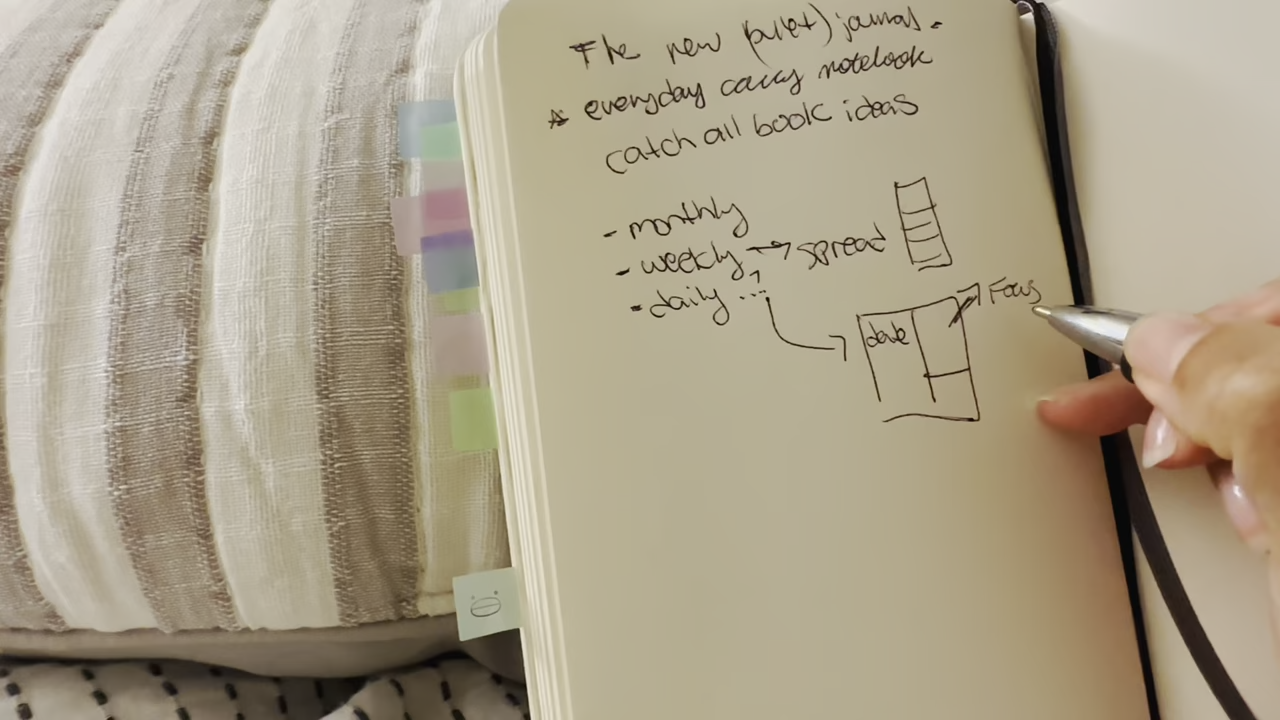 The new (bullet) journal.
everyday carry notebook
catch all book ideas
- monthly
- weekly → spread
- daily ...?
date
Focus